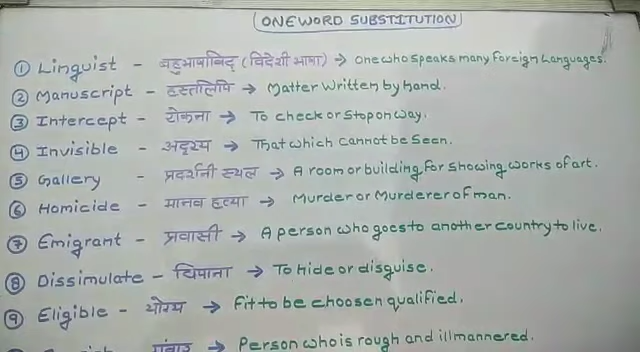 ONEWORD SUBSTITUTION
① Linguist - बहुभाषाविद् (विदेशी भाषा) → one who speaks many foreign Languages.
② Manuscript - हस्तलिपि → Matter Written by hand.
③ Intercept - रोकना → To check or stop on way.
④ Invisible - अदृश्य → That which cannot be seen.
⑤ Gallery - प्रदर्शनी स्थल → A room or building for showing works of art.
⑥ Homicide - मानव हत्या → Murder or Murderer of man.
⑦ Emigrant - प्रवासी → A person who goes to another country to live.
⑧ Dissimulate - छिपाना → To Hide or disguise.
⑨ Eligible - योग्य → Fit to be choosen qualified.
गंवार → Person who is rough and ill mannered.